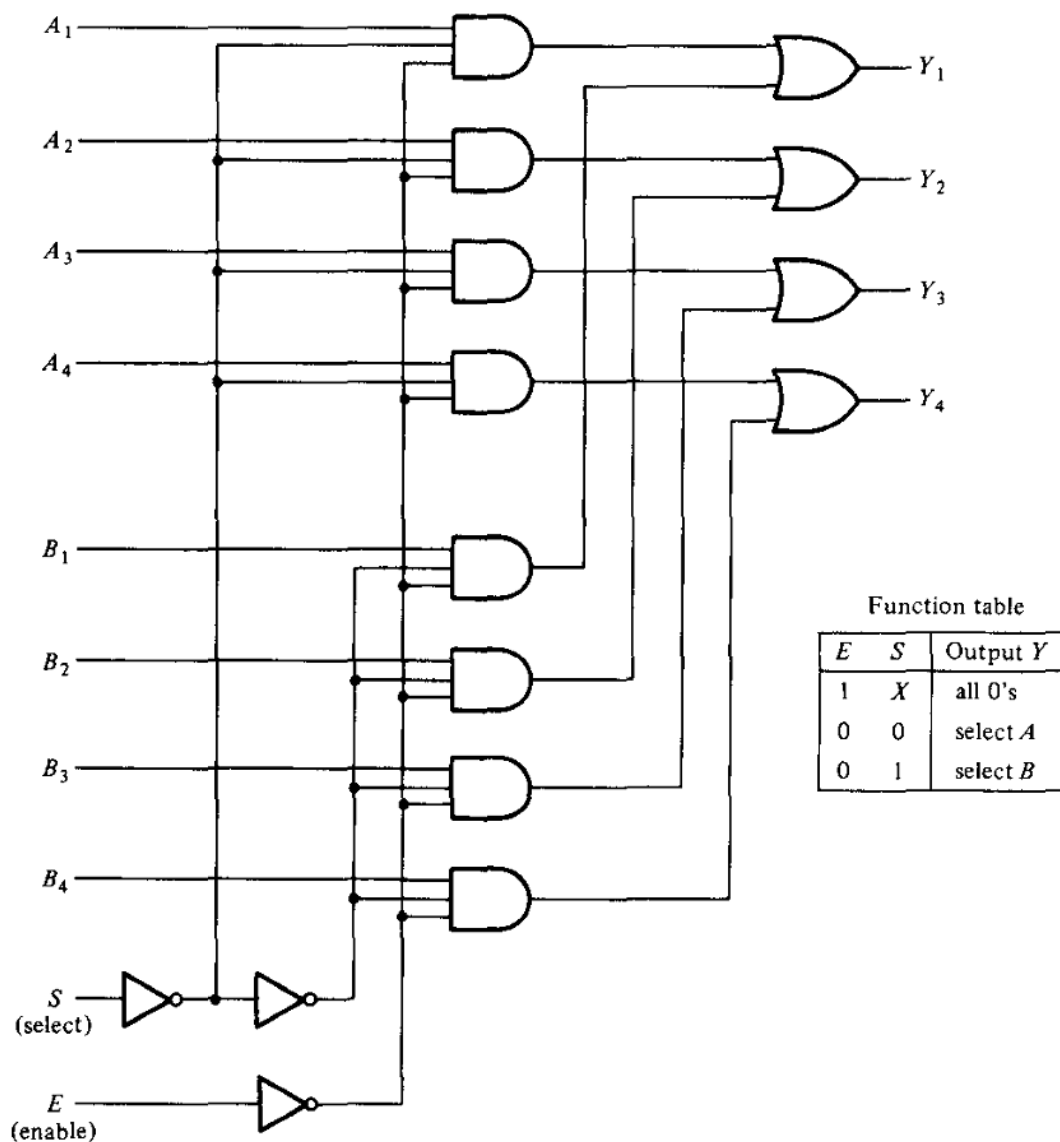 A1
Y1
A2
Y2
A3
Y3
A4
Y4
B1
B2
B3
B4
Function table
E S Output Y
1 X all 0's
0 0 select A
0 1 select B
S
(select)
E
(enable)